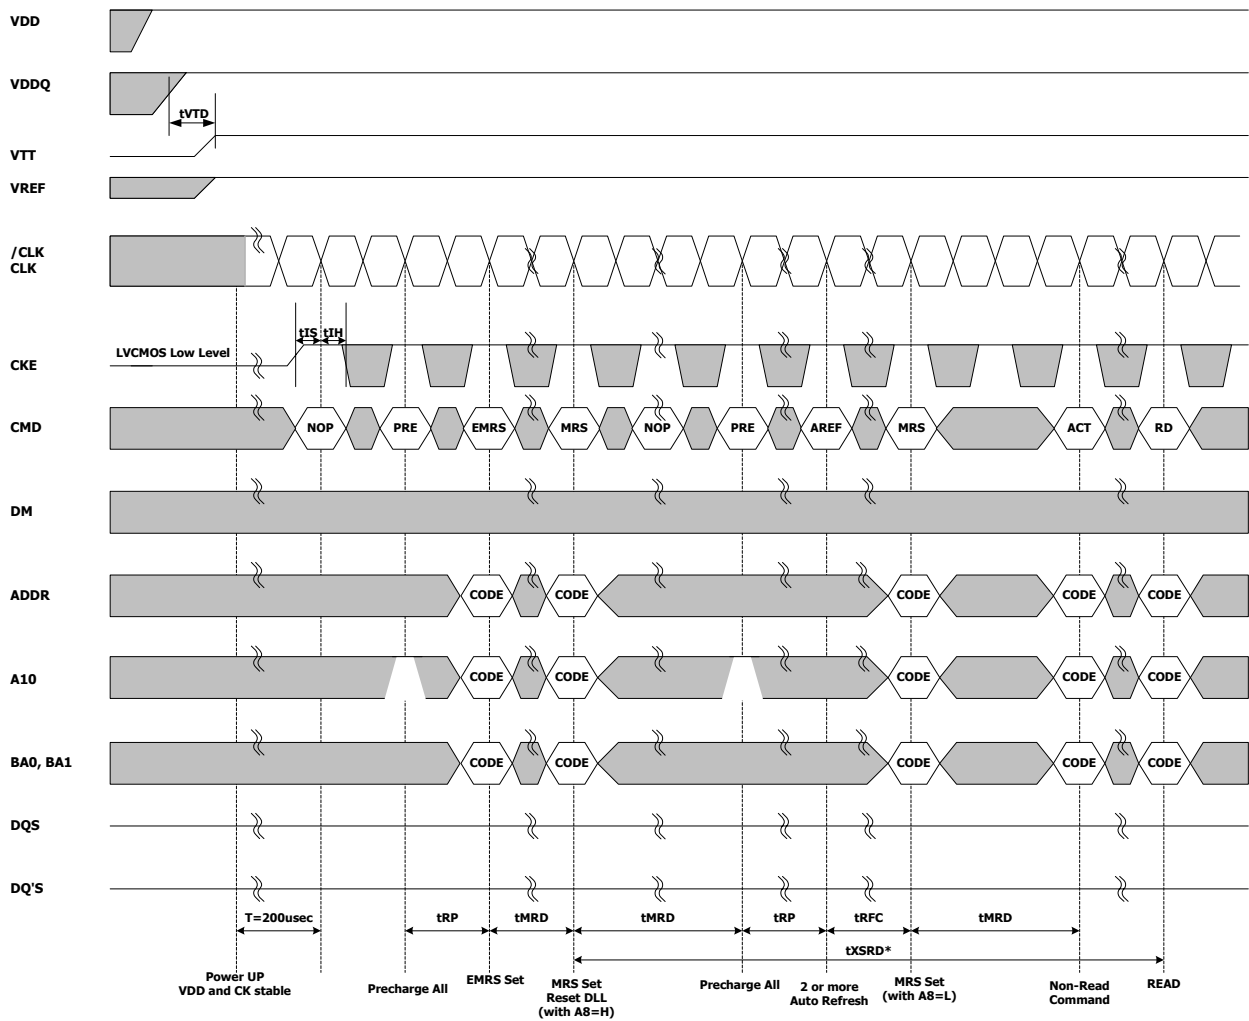 VDD
VDDQ
tVTD
VTT
VREF
/CLK
CLK
tIS tIH
LVCMOS Low Level
CKE
CMD NOP PRE EMRS MRS NOP PRE AREF MRS ACT RD
DM
ADDR CODE CODE CODE CODE CODE
A10 CODE CODE CODE CODE CODE
BA0, BA1 CODE CODE CODE CODE CODE
DQS
DQ'S
T=200usec tRP tMRD tMRD tRP tRFC tMRD
tXSRD*
Power UP
VDD and CK stable
Precharge All
EMRS Set
MRS Set
Reset DLL
(with A8=H)
Precharge All
2 or more
Auto Refresh
MRS Set
(with A8=L)
Non-Read
Command
READ